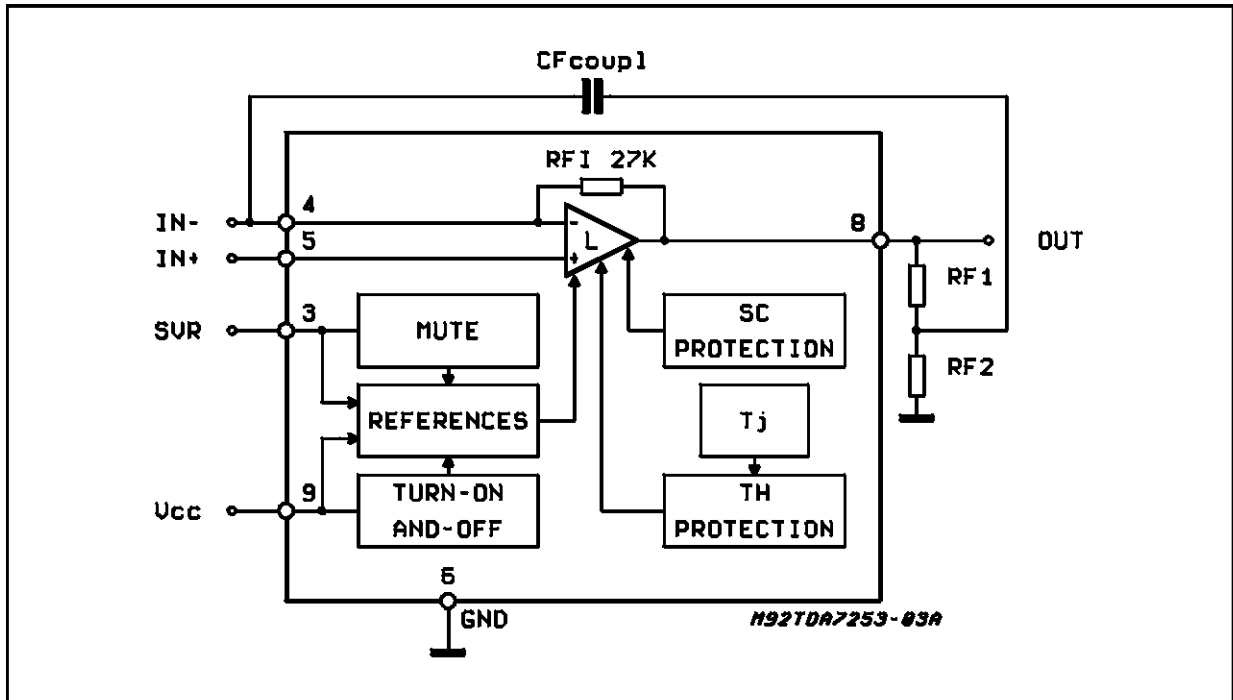 CFcoupl
RFI 27K
IN- 4
- 8
L OUT
5
IN+ +
RF1
3
SVR MUTE SC
PROTECTION
RF2
REFERENCES Tj
9 TURN-ON TH
Vcc AND-OFF PROTECTION
6
GND M92TDA7253-03A